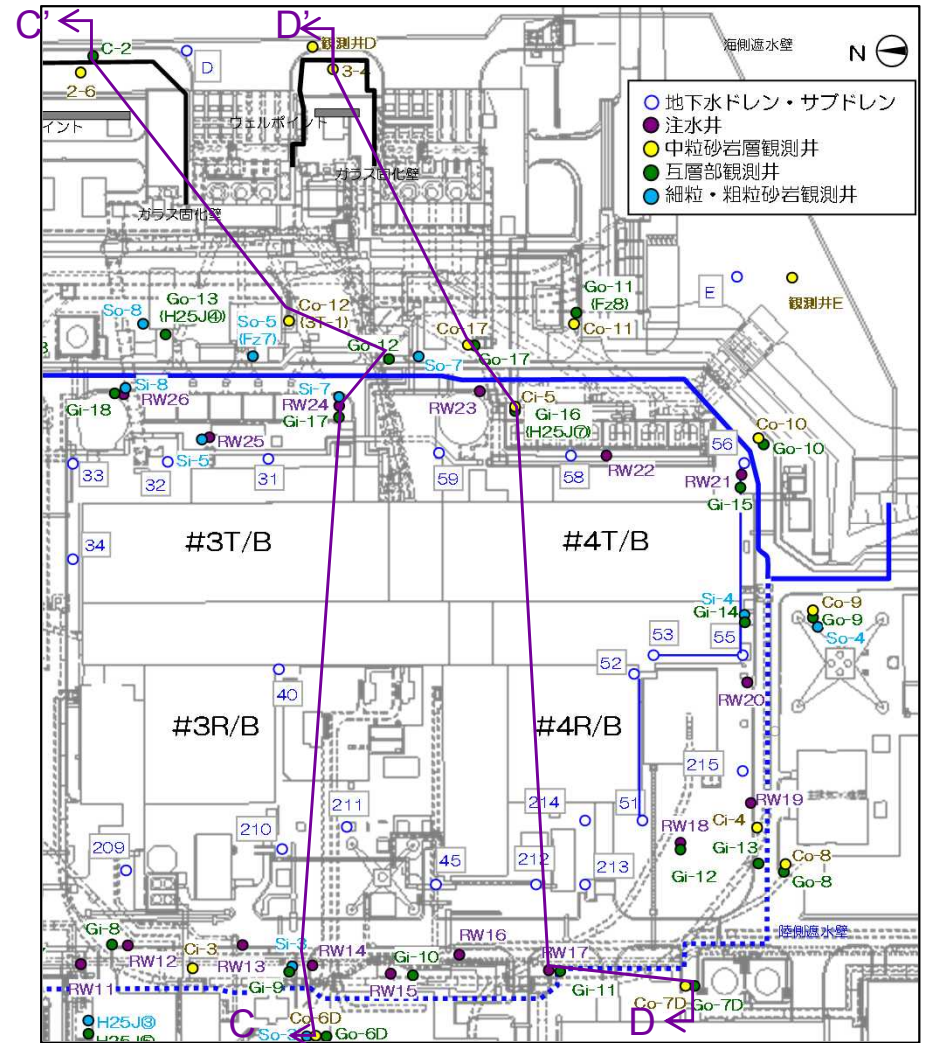 C’
D’
C-2
D
観測井D’
海側遮水壁
N
2-6
3-4
イント
ウェルポイント
ガラス固化壁
ガラス固化壁
地下水ドレン・サブドレン
注水井
中粒砂岩層観測井
互層部観測井
細粒・粗粒砂岩観測井
E
観測井E
Go-13
(H25J④)
So-8
So-5
(Fz7)
Co-12
(3T-1)
Go-11
(Fz8)
Co-11
Co-17
Go-17
Go-12
So-7
Si-8
RW26
Gi-18
Si-7
RW24
Gi-17
RW23
Ci-5
Gi-16
(H25J⑦)
RW25
Si-5
RW22
Co-10
Go-10
33
32
31
59
58
56
RW21
Gi-15
34
#3T/B
#4T/B
Si-4
Gi-14
Co-9
Go-9
So-4
53
55
52
40
RW20
#3R/B
#4R/B
215
211
214
51
RW19
210
RW18
Ci-4
209
45
212
213
Gi-12
Gi-13
Co-8
Go-8
Gi-8
RW12
Ci-3
RW13
Si-3
Gi-9
RW14
RW16
Gi-10
RW15
RW17
Gi-11
陸側遮水壁
RW11
Co-7D
Go-7D
H25J③
H25J⑤
C
So-3
Co-6D
Go-6D
D